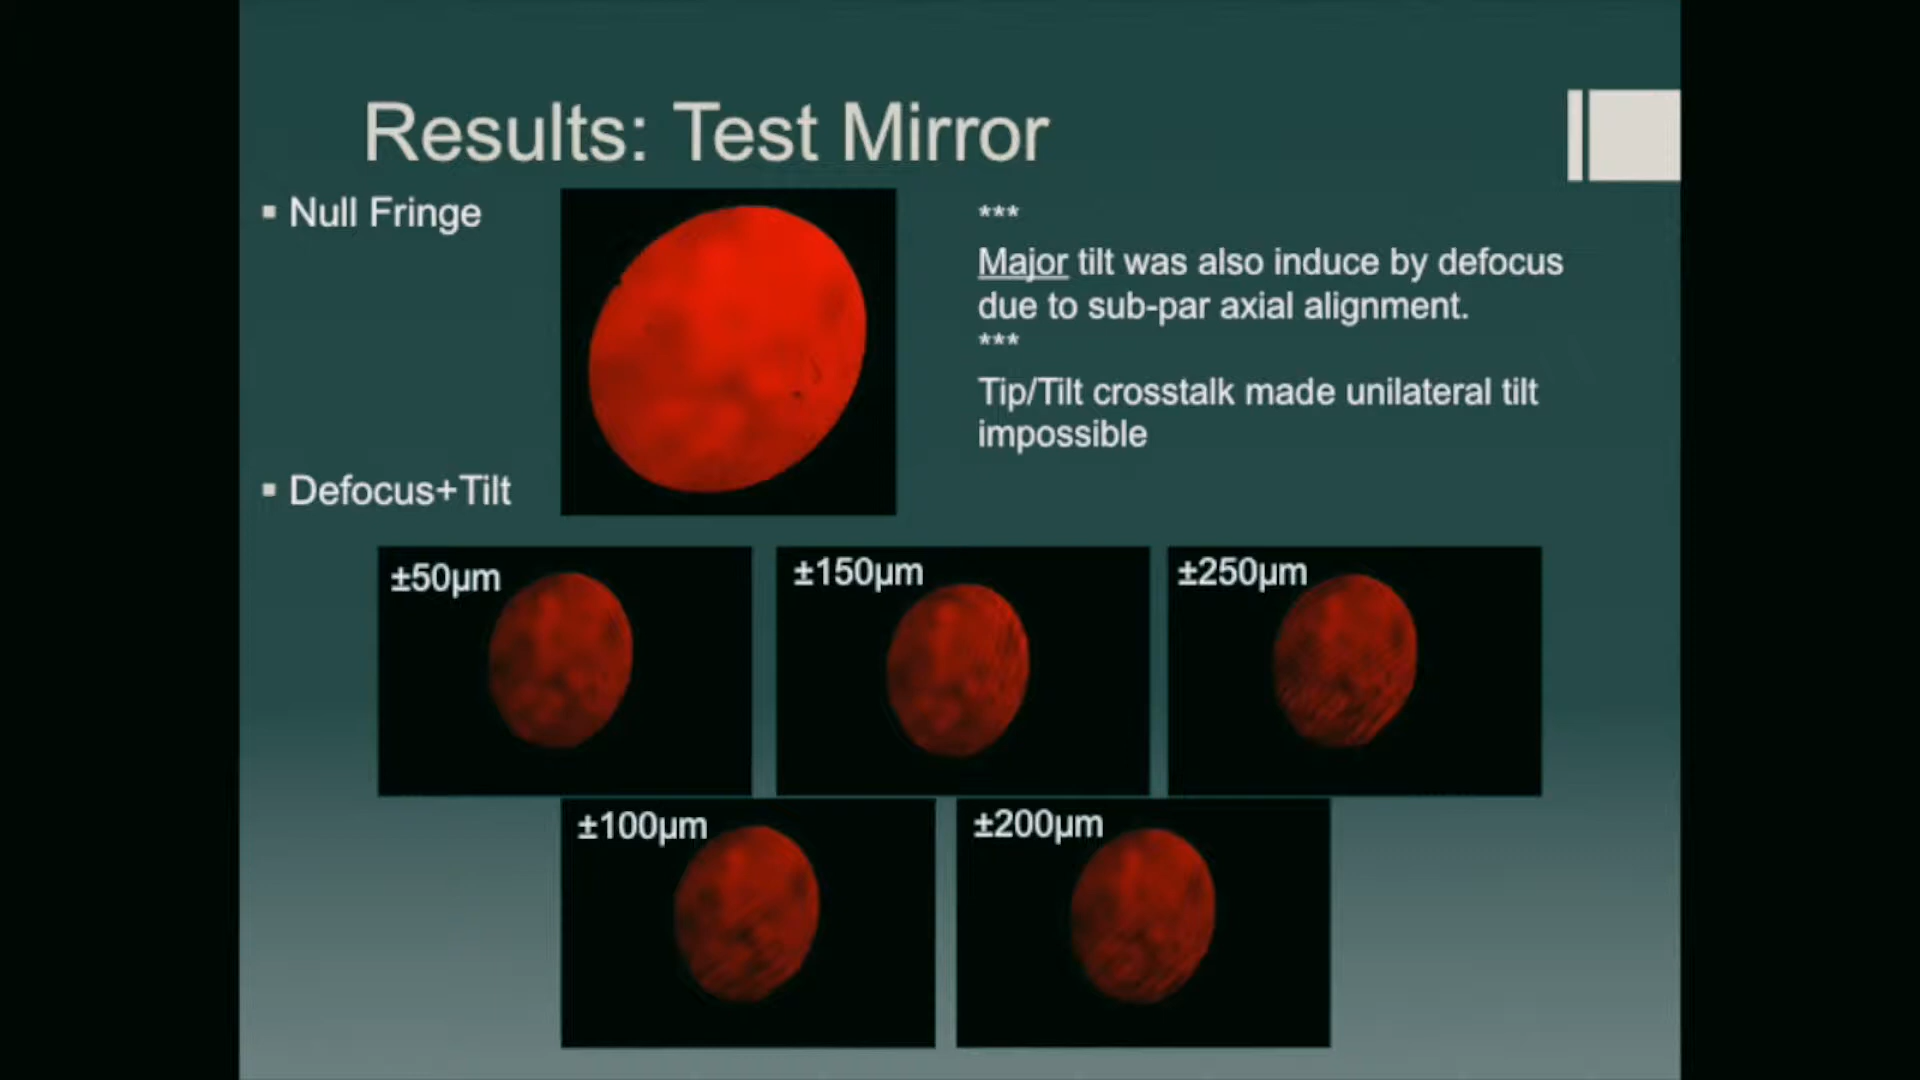 Results: Test Mirror
▪ Null Fringe
***
Major tilt was also induce by defocus
due to sub-par axial alignment.
***
Tip/Tilt crosstalk made unilateral tilt
impossible
▪ Defocus+Tilt
±50µm
±150µm
±250µm
±100µm
±200µm